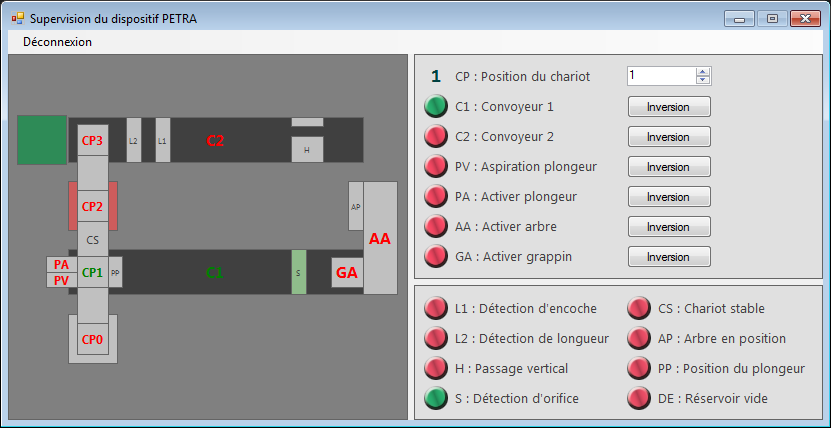 Supervision du dispositif PETRA
Déconnexion
CP3
L2
L1
C2
H
CP2
AP
CS
AA
PA
PV
CP1
PP
C1
S
GA
CP0
1 CP : Position du chariot 1
C1 : Convoyeur 1 Inversion
C2 : Convoyeur 2 Inversion
PV : Aspiration plongeur Inversion
PA : Activer plongeur Inversion
AA : Activer arbre Inversion
GA : Activer grappin Inversion
L1 : Détection d'encoche CS : Chariot stable
L2 : Détection de longueur AP : Arbre en position
H : Passage vertical PP : Position du plongeur
S : Détection d'orifice DE : Réservoir vide